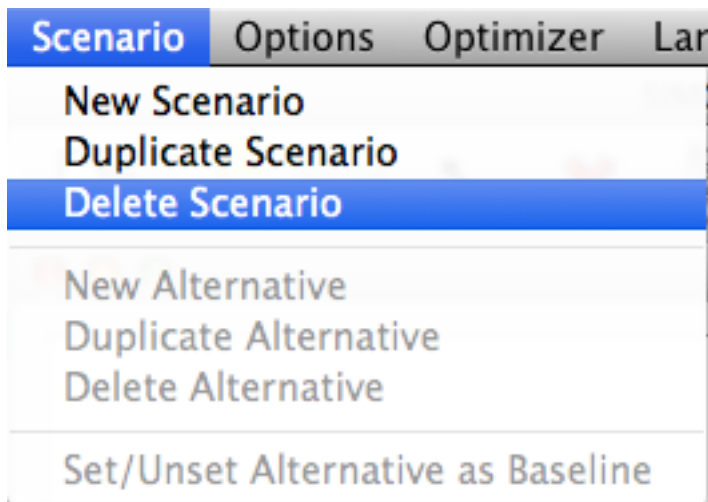 Scenario Options Optimizer Lar
New Scenario
Duplicate Scenario
Delete Scenario
New Alternative
Duplicate Alternative
Delete Alternative
Set/Unset Alternative as Baseline